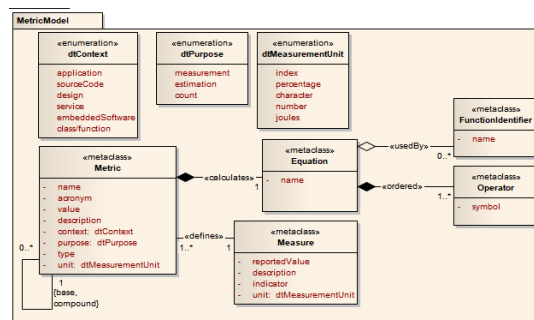 MetricModel
«enumeration»
dtContext
application
sourceCode
design
service
embeddedSoftware
class/function
«enumeration»
dtPurpose
measurement
estimation
count
«enumeration»
dtMeasurementUnit
index
percentage
character
number
joules
«metaclass»
FunctionIdentifier
- name
«metaclass»
Metric
- name
- acronym
- value
- description
- context: dtContext
- purpose: dtPurpose
- type
- unit: dtMeasurementUnit
«calculates»
1
«metaclass»
Equation
- name
«usedBy»
0..*
«ordered»
1..*
«metaclass»
Operator
- symbol
«defines»
1..*
1
«metaclass»
Measure
- reportedValue
- description
- indicator
- unit: dtMeasurementUnit
0..*
1
{base,
compound}